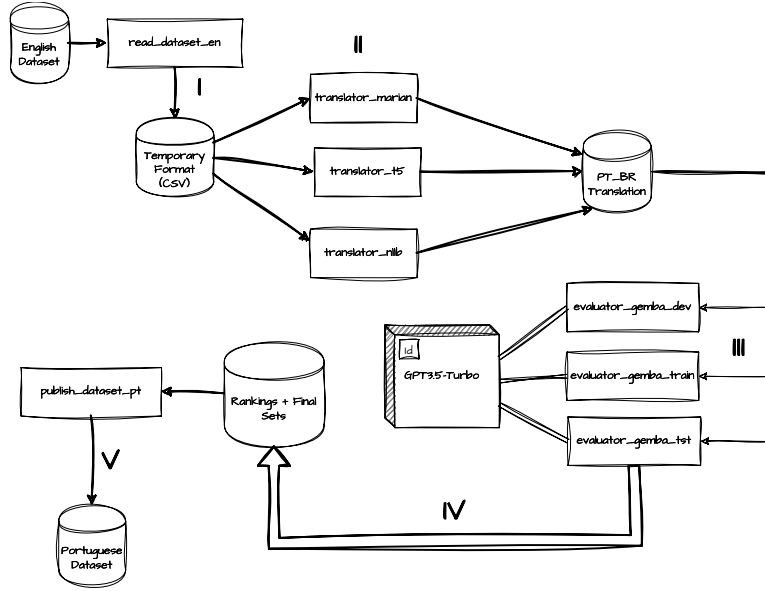 English
Dataset
read_dataset_en
I
II
Temporary
Format
(CSV)
translator_marian
translator_t5
translator_nllb
PT_BR
Translation
evaluator_gemba_dev
evaluator_gemba_train
evaluator_gemba_tst
III
Id
GPT3.5-Turbo
IV
Rankings + Final
Sets
publish_dataset_pt
V
Portuguese
Dataset